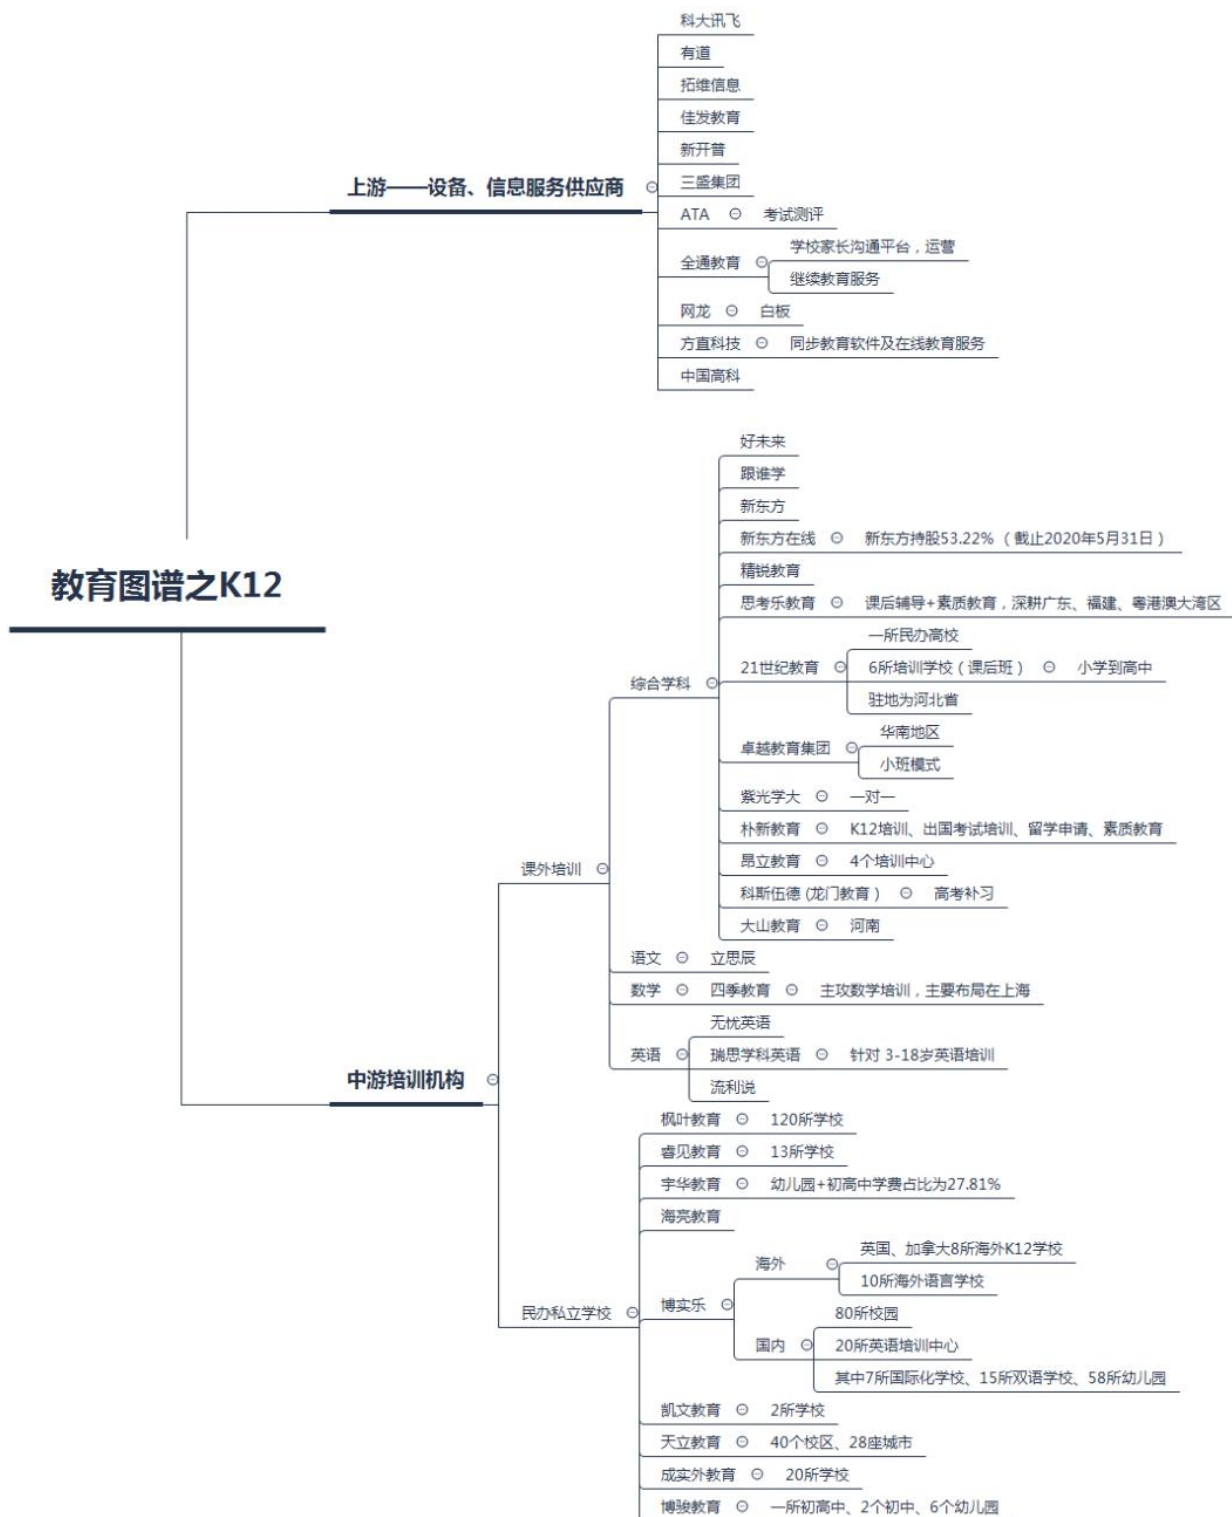 科大讯飞
有道
拓维信息
佳发教育
新开普
上游——设备、信息服务供应商
三盛集团
ATA 考试测评
全通教育
学校家长沟通平台，运营
继续教育服务
网龙 白板
方直科技 同步教育软件及在线教育服务
中国高科
教育图谱之K12
中游培训机构
课外培训
综合学科
好未来
跟谁学
新东方
新东方在线 新东方持股53.22%（截止2020年5月31日）
精锐教育
思考乐教育 课后辅导+素质教育，深耕广东、福建、粤港澳大湾区
21世纪教育
一所民办高校
6所培训学校（课后班） 小学到高中
驻地为河北省
卓越教育集团
华南地区
小班模式
紫光学大 一对一
朴新教育 K12培训、出国考试培训、留学申请、素质教育
昂立教育 4个培训中心
科斯伍德 (龙门教育） 高考补习
大山教育 河南
语文 立思辰
数学 四季教育 主攻数学培训，主要布局在上海
英语
无忧英语
瑞思学科英语 针对 3-18岁英语培训
流利说
民办私立学校
枫叶教育 120所学校
睿见教育 13所学校
宇华教育 幼儿园+初高中学费占比为27.81%
海亮教育
博实乐
海外
英国、加拿大8所海外K12学校
10所海外语言学校
国内
80所校园
20所英语培训中心
其中7所国际化学校、15所双语学校、58所幼儿园
凯文教育 2所学校
天立教育 40个校区、28座城市
成实外教育 20所学校
博骏教育 一所初高中、2个初中、6个幼儿园